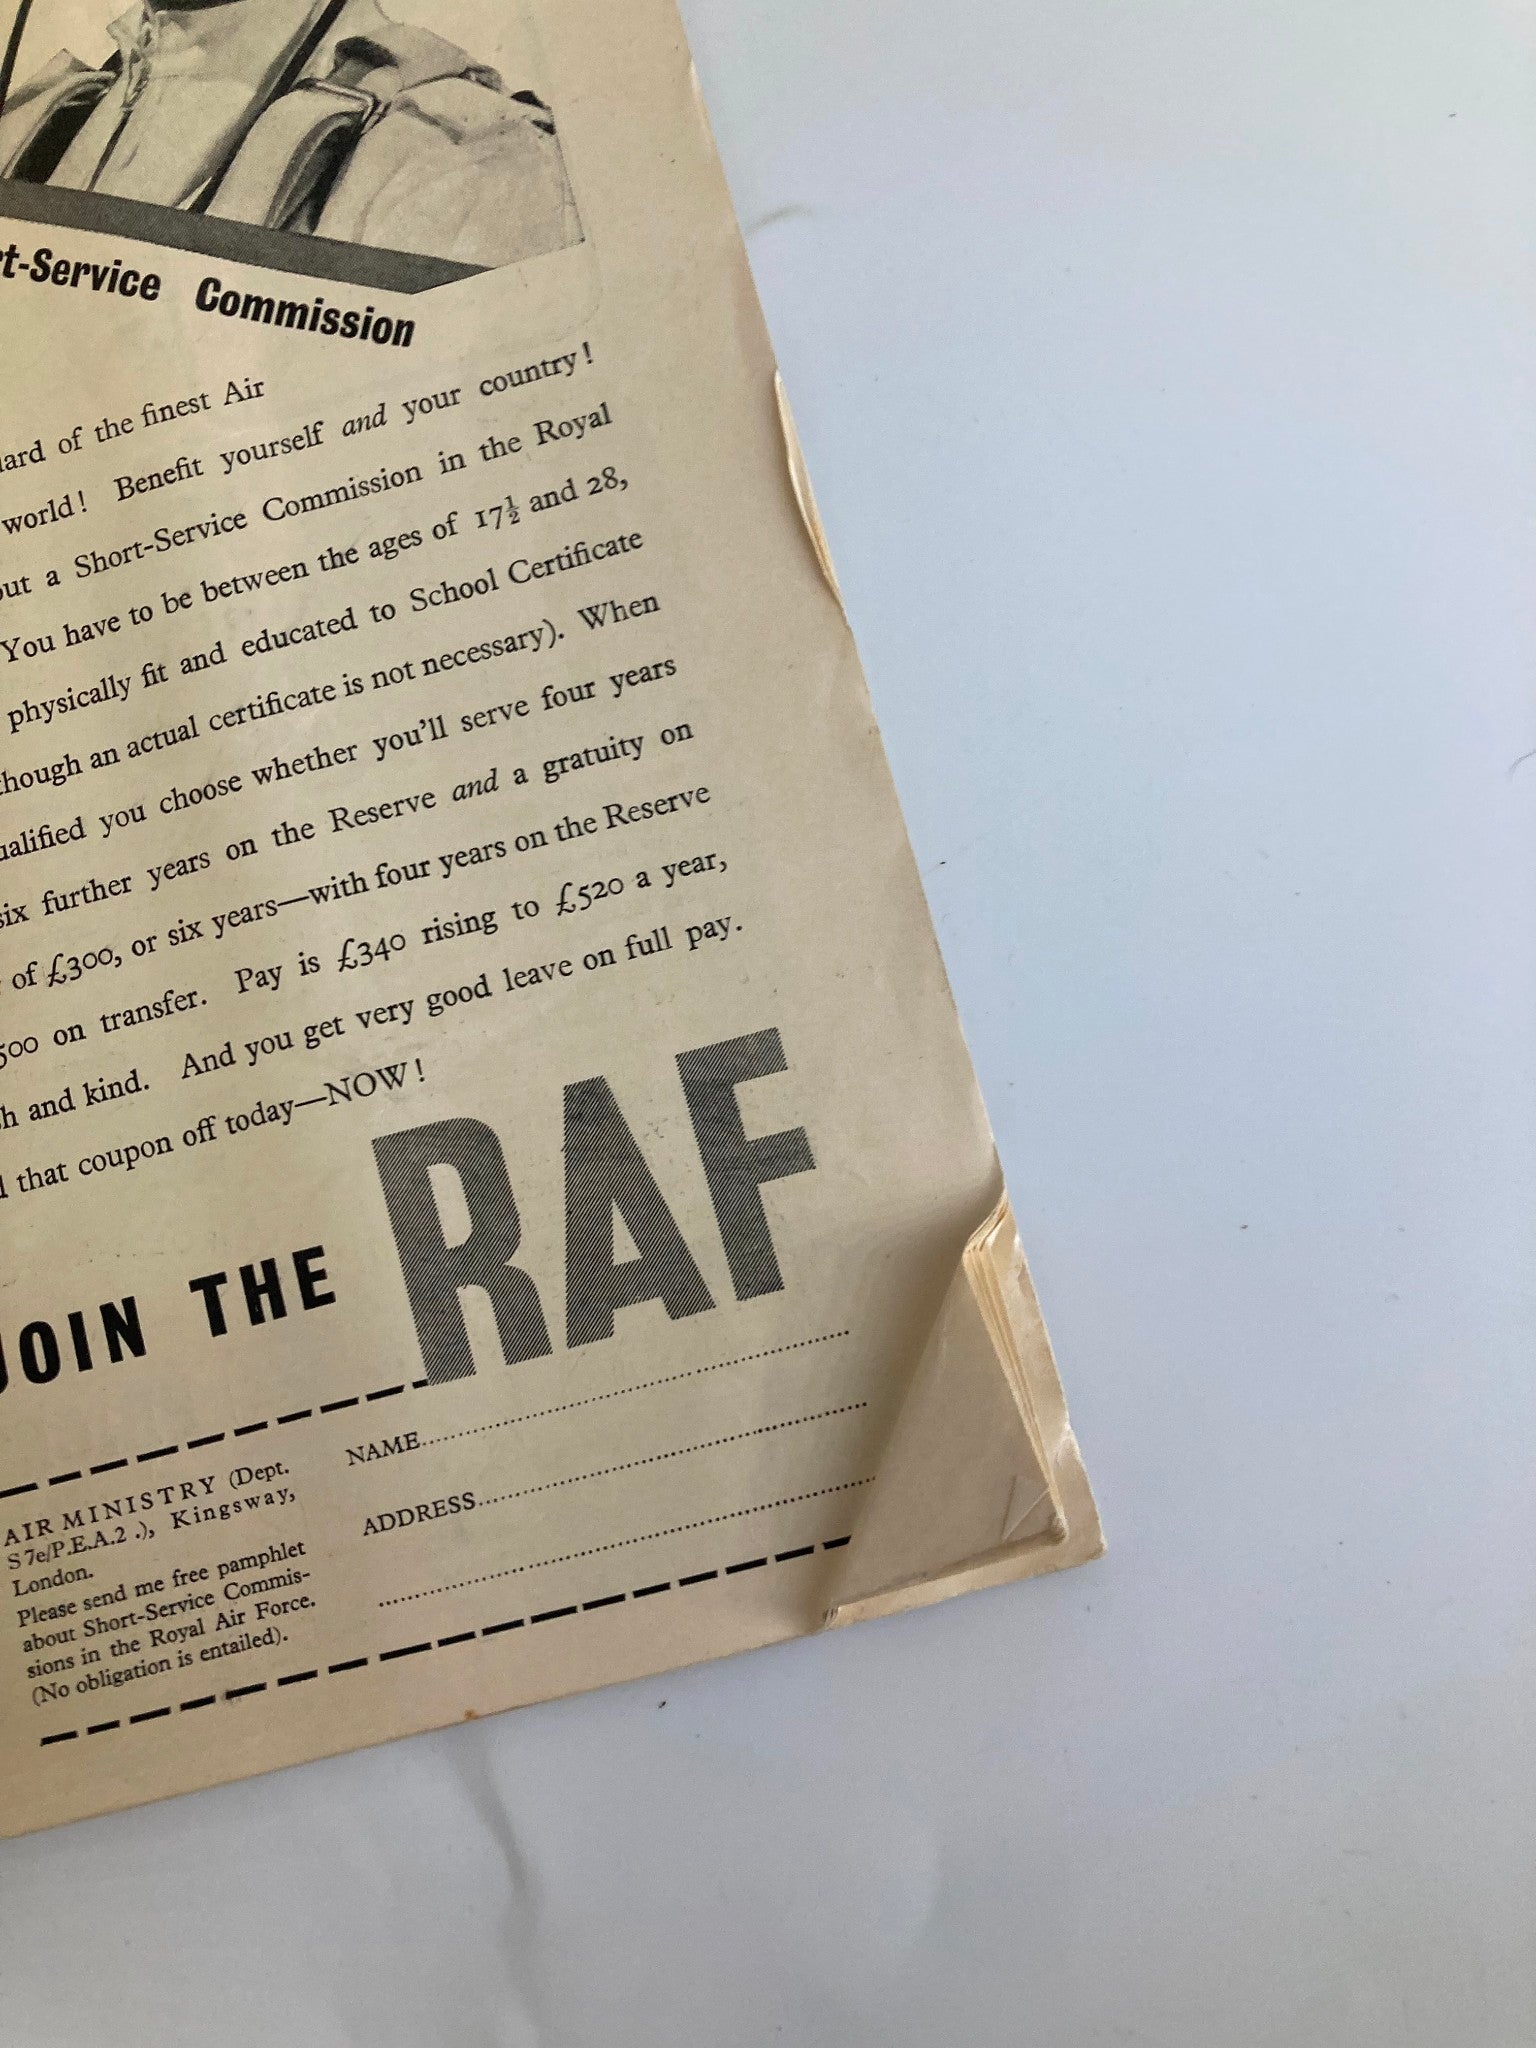 Service Commission
of the finest Air
world! Benefit yourself and your country!
a Short-Service Commission in the Royal
You have to be between the ages of 17½ and 28,
physically fit and educated to School Certificate
though an actual certificate is not necessary). When
qualified you choose whether you'll serve four years
six further years on the Reserve and a gratuity on
of £300, or six years—with four years on the Reserve
500 on transfer. Pay is £340 rising to £520 a year,
and kind. And you get very good leave on full pay.
that coupon off today—NOW!
JOIN THE RAF
AIR MINISTRY (Dept.
S7e/P.E.A.2 .), Kingsway,
London.
Please send me free pamphlet
about Short-Service Commis-
sions in the Royal Air Force.
(No obligation is entailed).
NAME
ADDRESS